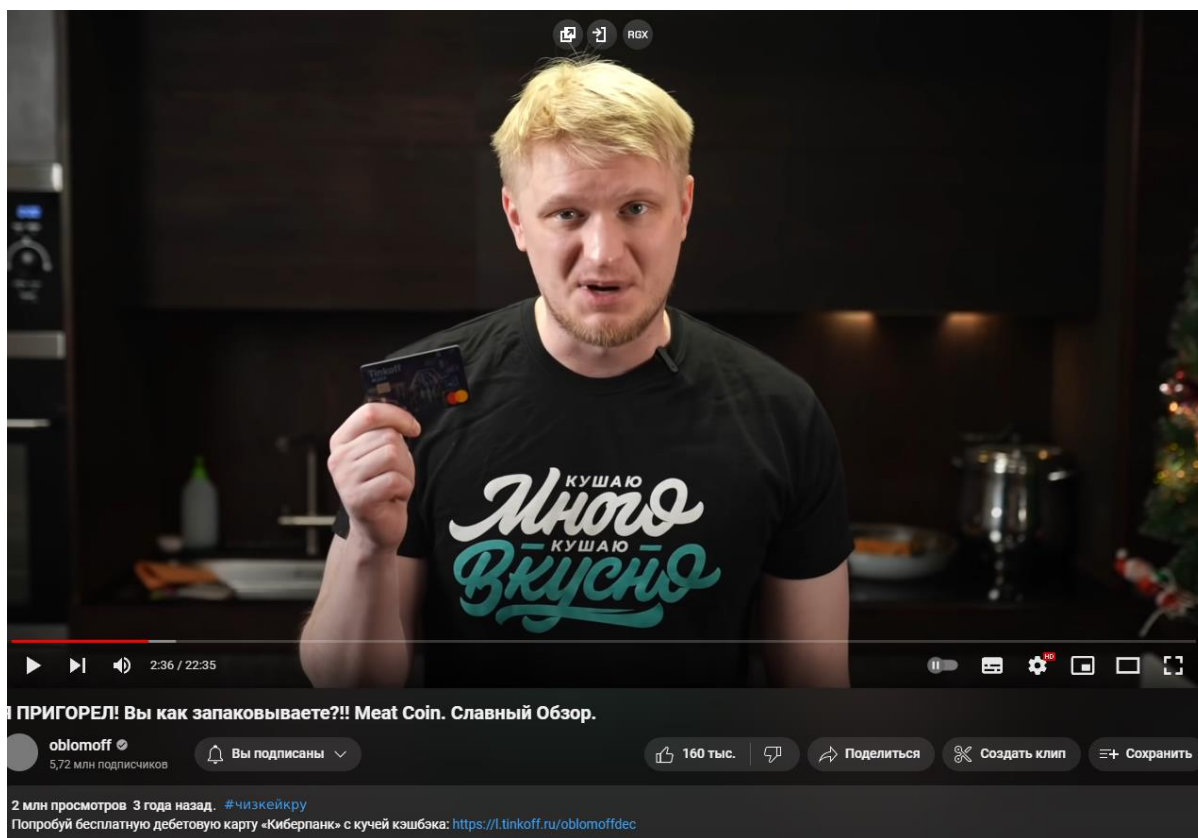 RGX
Tinkoff
КУШАЮ
Много
КУШАЮ
Вкусно
2:36 / 22:35
HD
Я ПРИГОРЕЛ! Вы как запаковываете?!! Meat Coin. Славный Обзор.
oblomoff
5,72 млн подписчиков
Вы подписаны
160 тыс.
Поделиться
Создать клип
Сохранить
2 млн просмотров 3 года назад. #чизкейкру
Попробуй бесплатную дебетовую карту «Киберпанк» с кучей кэшбэка: https://l.tinkoff.ru/oblomoffdec